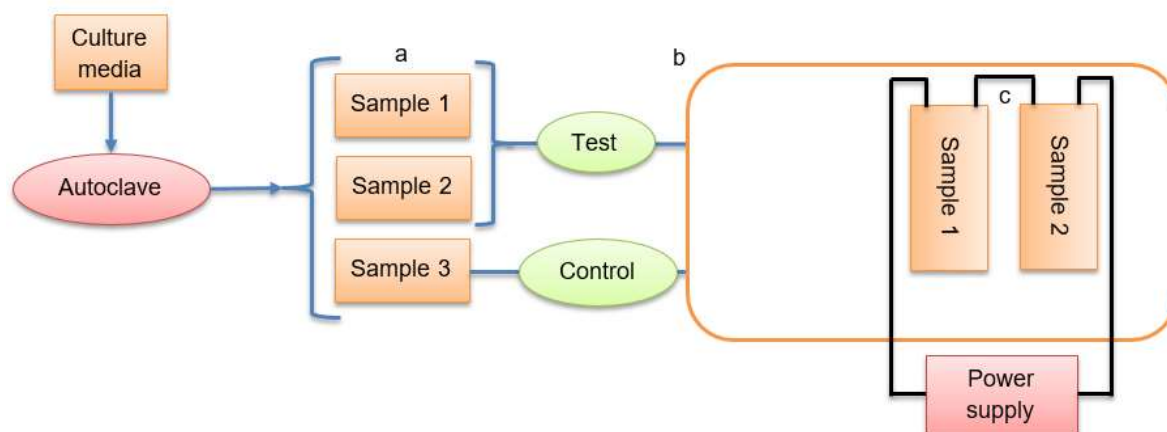 Culture
media
Autoclave
a
Sample 1
Sample 2
Sample 3
Test
Control
b
c
Sample 1
Sample 2
Power
supply